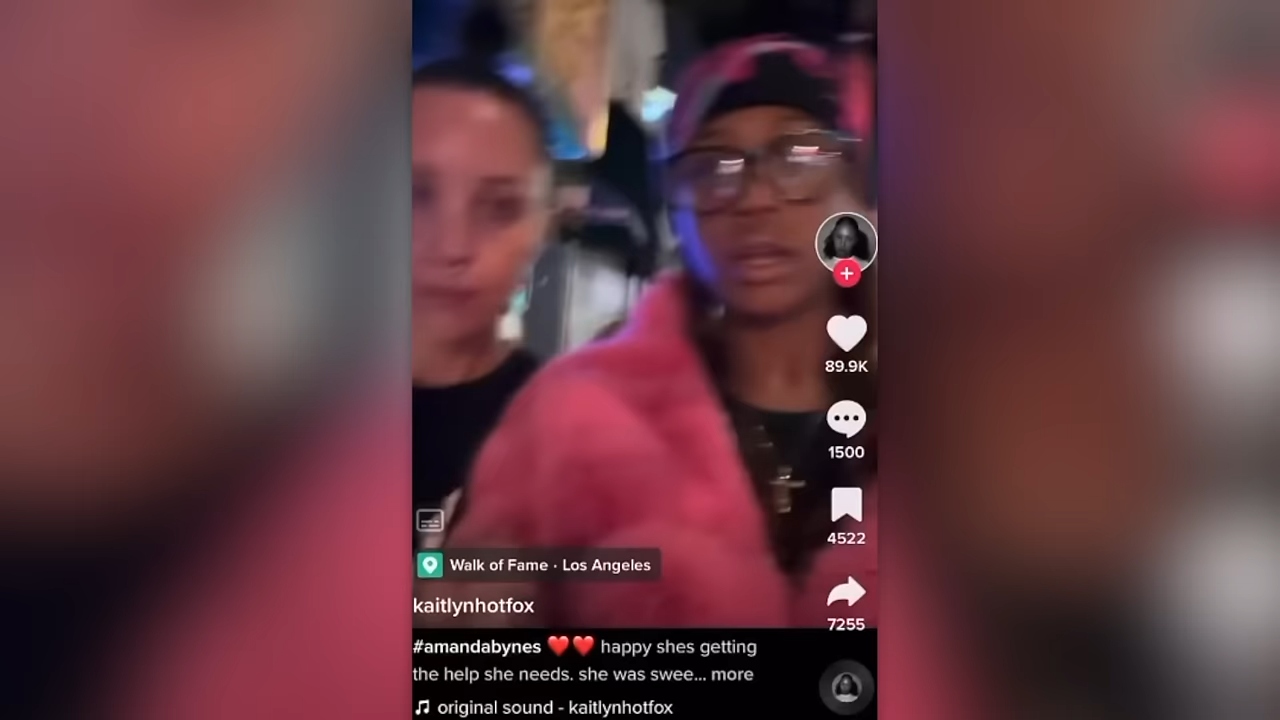 89.9K
1500
4522
Walk of Fame · Los Angeles
kaitlynhotfox
7255
#amandabynes ❤️❤️ happy shes getting
the help she needs. she was swee... more
original sound - kaitlynhotfox